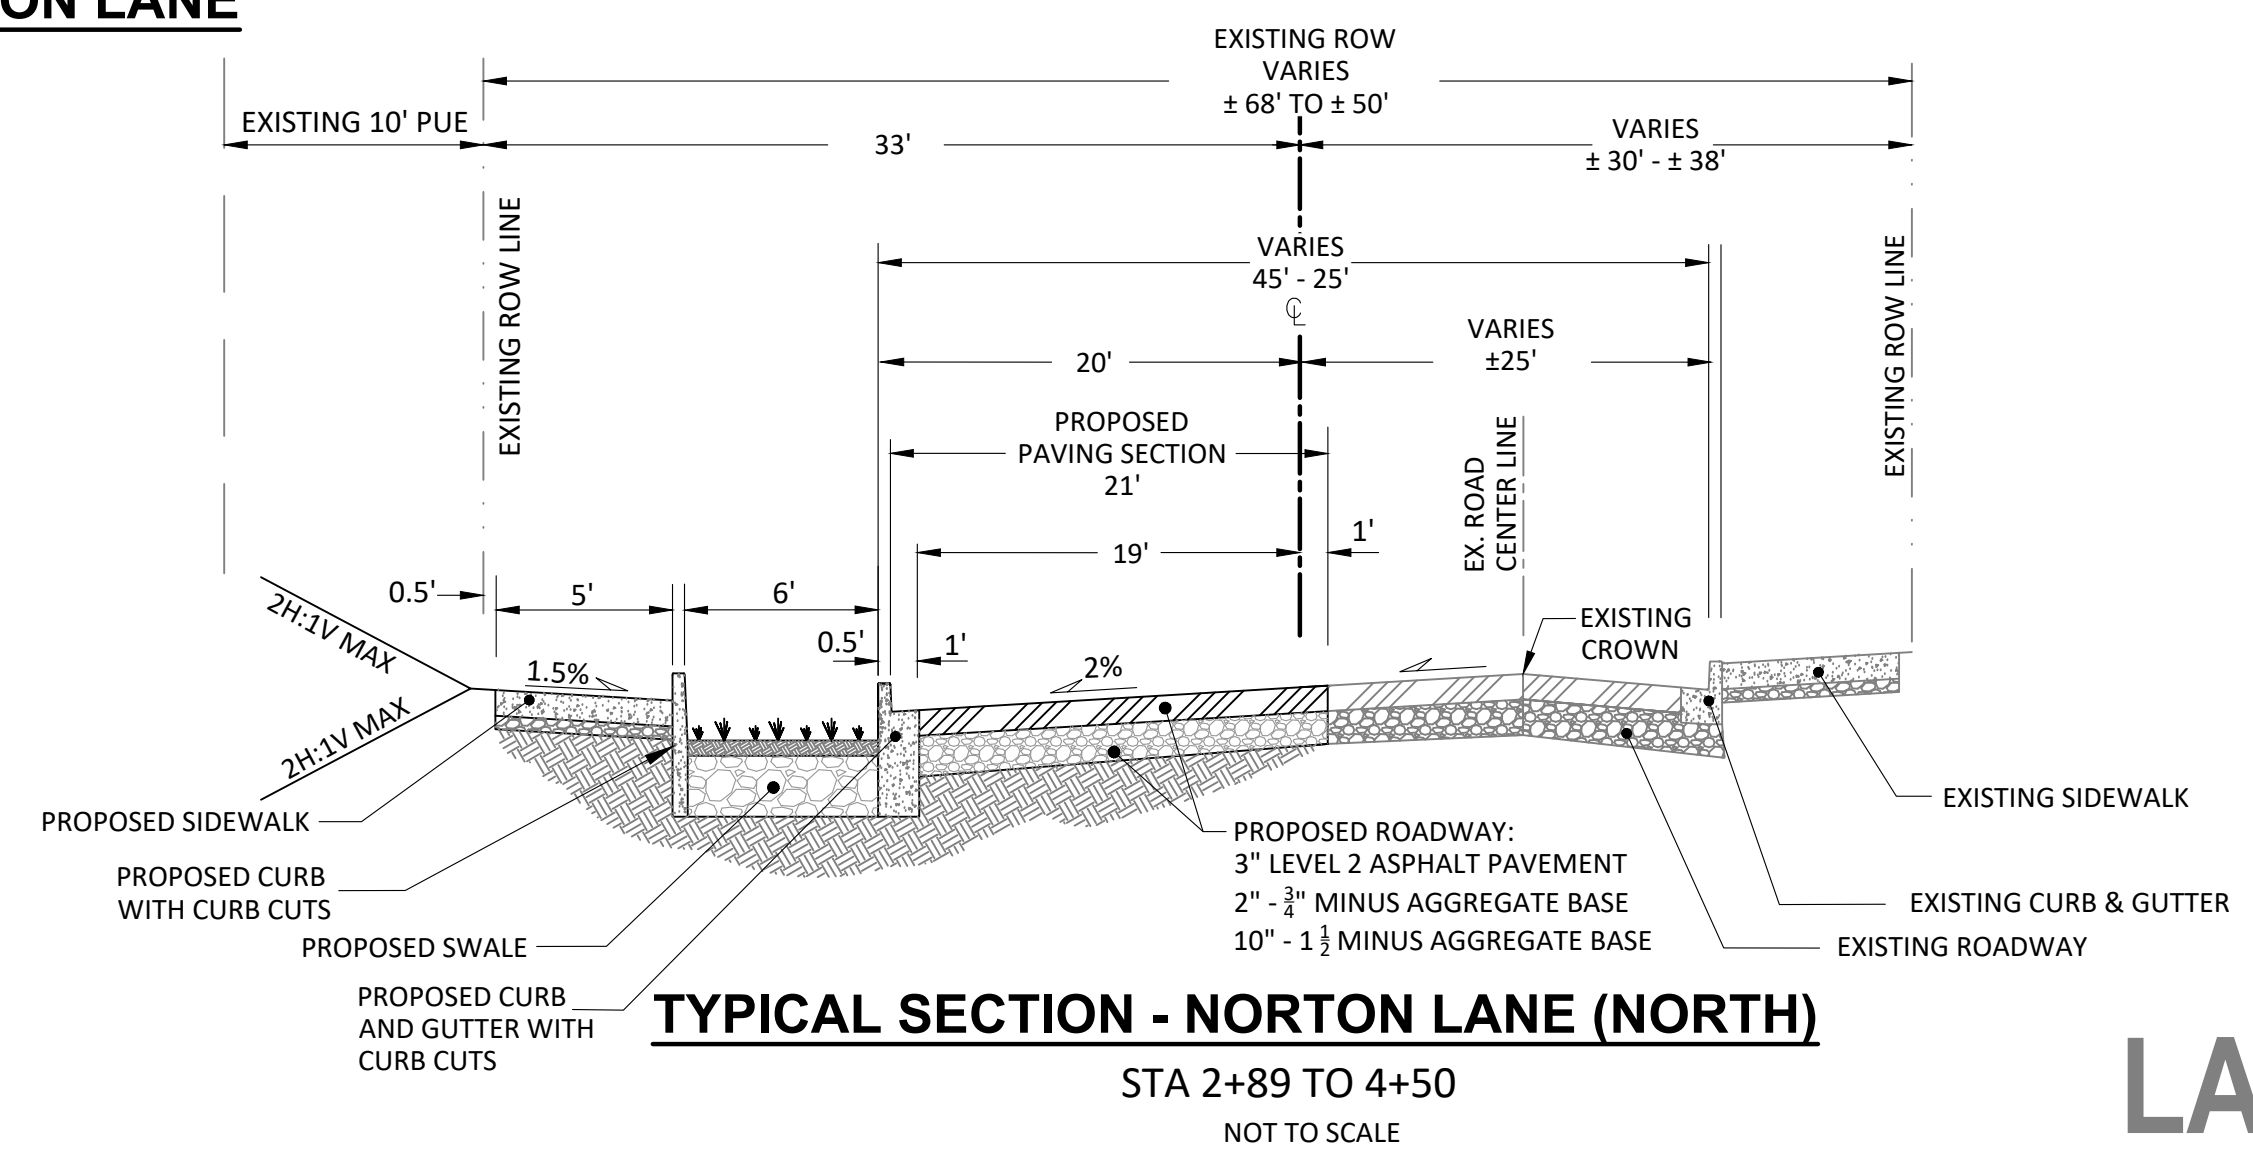 ON LANE
EXISTING ROW
VARIES
± 68' TO ± 50'
EXISTING 10' PUE
33'
VARIES
± 30' - ± 38'
EXISTING ROW LINE
EXISTING ROW LINE
VARIES
45' - 25'
℄
20'
VARIES
±25'
PROPOSED
PAVING SECTION
21'
EX. ROAD
CENTER LINE
19'
1'
0.5'
5'
6'
0.5'
1'
2H:1V MAX
2H:1V MAX
1.5%
2%
EXISTING
CROWN
PROPOSED SIDEWALK
PROPOSED CURB
WITH CURB CUTS
PROPOSED SWALE
PROPOSED CURB
AND GUTTER WITH
CURB CUTS
PROPOSED ROADWAY:
3" LEVEL 2 ASPHALT PAVEMENT
2" - 3/4" MINUS AGGREGATE BASE
10" - 1 1/2 MINUS AGGREGATE BASE
EXISTING SIDEWALK
EXISTING CURB & GUTTER
EXISTING ROADWAY
TYPICAL SECTION - NORTON LANE (NORTH)
STA 2+89 TO 4+50
NOT TO SCALE
LA